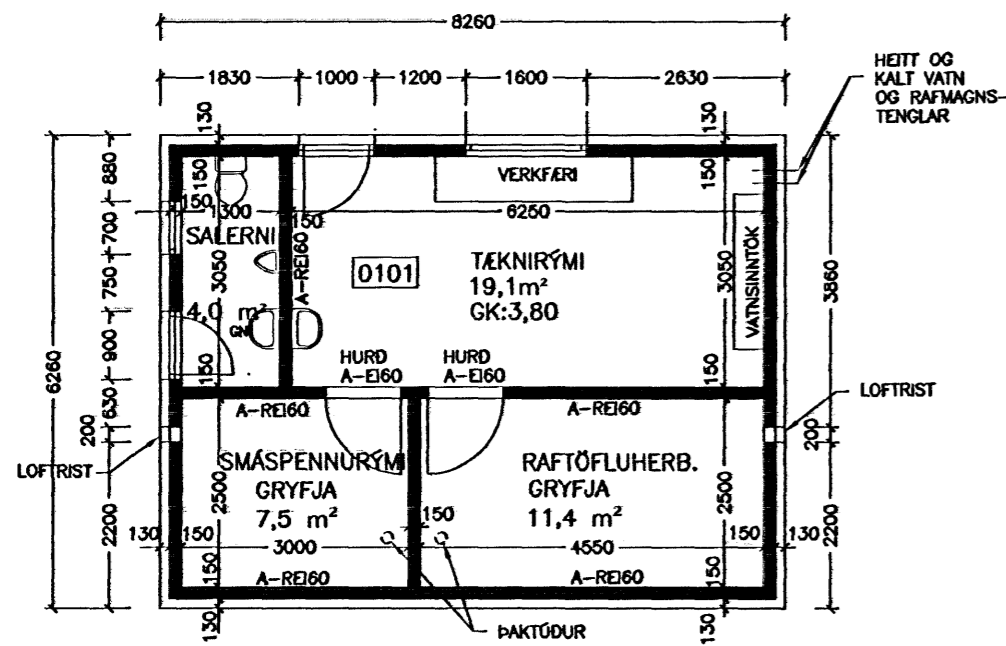 8260
1830
1000
1200
1600
2630
HEITT OG
KALT VATN
OG RAFMAGNS-
TENGLAR
130
130
880
150
150
VERKFÆRI
150
1300
150
6250
700
SALERNI
A-REI60
3050
0101
TÆKNIRÝMI
19,1m²
GK:3,80
3050
VATNSINNTÖK
3860
750
4,0 m²
GN
6260
900
150
HURÐ
A-EI60
HURÐ
A-EI60
150
630
A-REI60
A-REI60
LOFTRIST
200
200
LOFTRIST
SMÁSPENNURÝMI
GRYFJA
7,5 m²
RAFTÖFLUHERB.
GRYFJA
11,4 m²
2500
2500
2200
2200
130
150
3000
150
4550
150
130
150
A-REI60
A-REI60
150
130
ÞAKTÚÐUR
130